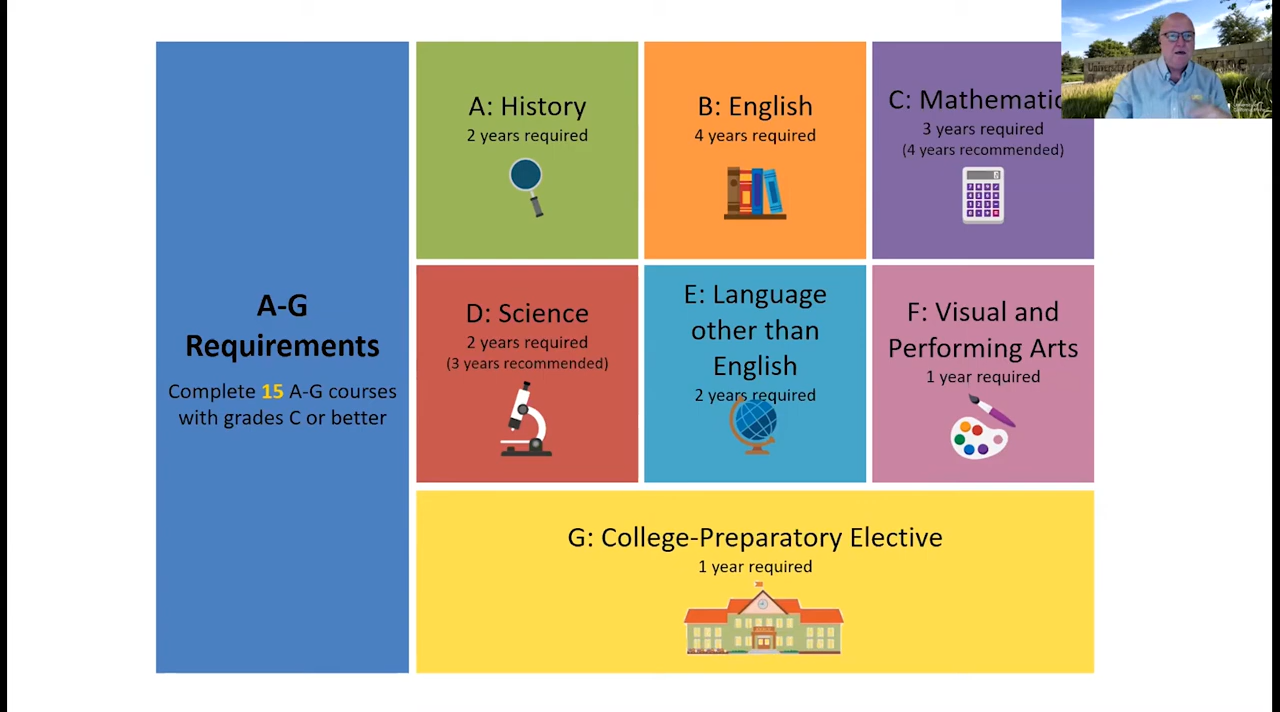 A-G
Requirements
Complete 15 A-G courses
with grades C or better
A: History
2 years required
B: English
4 years required
C: Mathematic
3 years required
(4 years recommended)
D: Science
2 years required
(3 years recommended)
E: Language
other than
English
2 years required
F: Visual and
Performing Arts
1 year required
G: College-Preparatory Elective
1 year required
University of